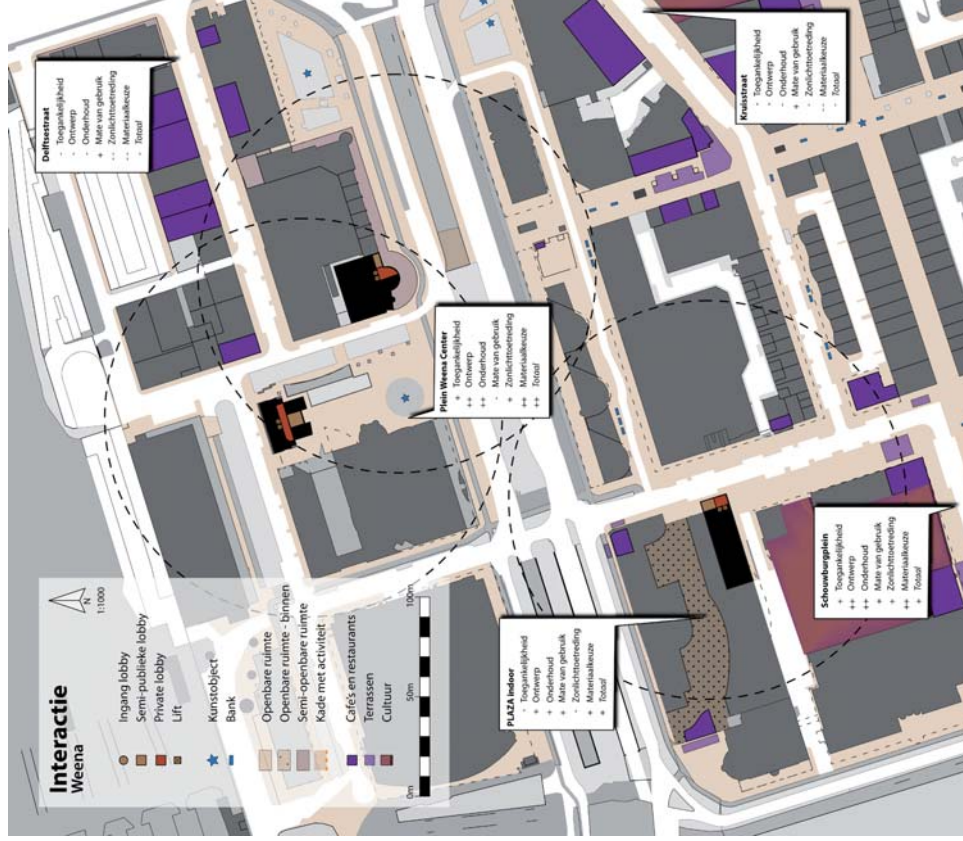 Interactie
Weena
N
1:1000
Ingang lobby
Semi-publieke lobby
Private lobby
Lift
Kunstobject
Bank
Openbare ruimte
Openbare ruimte - binnen
Semi-openbare ruimte
Kade met activiteit
Cafe's en restaurants
Terrassen
Cultuur
0m
50m
100m
Delftsestraat
- Toegankelijkheid
- Ontwerp
- Onderhoud
+ Mate van gebruik
-- Zonlichttoetreding
-- Materiaalkeuze
- Totaal
Plein Weena Center
+ Toegankelijkheid
++ Ontwerp
++ Onderhoud
- Mate van gebruik
+ Zonlichttoetreding
++ Materiaalkeuze
++ Totaal
Kruisstraat
- Toegankelijkheid
- Ontwerp
- Onderhoud
+ Mate van gebruik
- Zonlichttoetreding
-- Materiaalkeuze
- Totaal
PLAZA indoor
- Toegankelijkheid
+ Ontwerp
+ Onderhoud
+ Mate van gebruik
- Zonlichttoetreding
+ Materiaalkeuze
+ Totaal
Schouwburgplein
+ Toegankelijkheid
++ Ontwerp
++ Onderhoud
+ Mate van gebruik
+ Zonlichttoetreding
++ Materiaalkeuze
+ Totaal